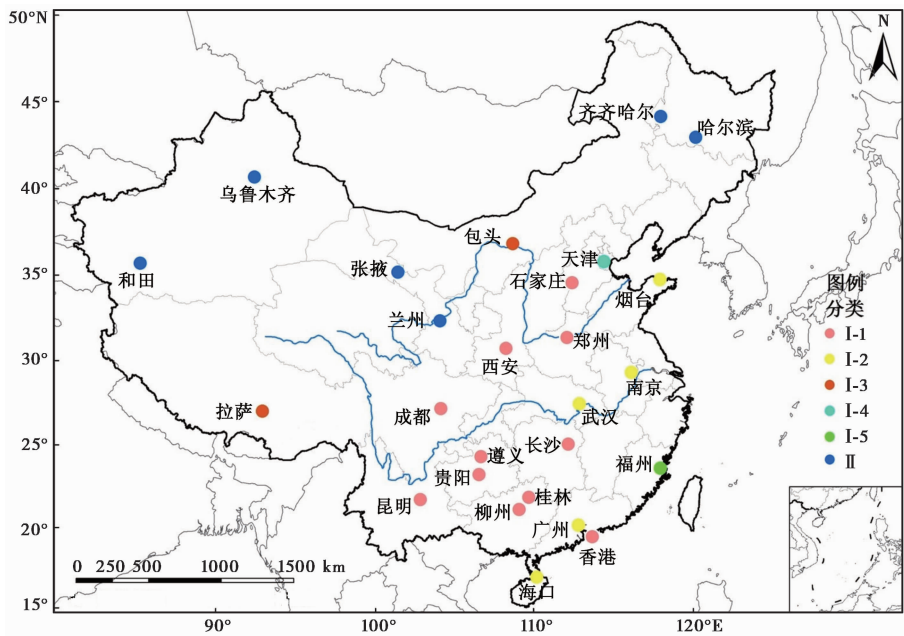 50°N
N
45°
40°
35°
30°
25°
20°
15°
齐齐哈尔
哈尔滨
乌鲁木齐
包头
天津
和田
张掖
石家庄
烟台
兰州
郑州
西安
南京
拉萨
成都
武汉
长沙
遵义
贵阳
福州
昆明
桂林
柳州
广州
香港
海口
图例
分类
I-1
I-2
I-3
I-4
I-5
II
0 250 500 1000 1500 km
90°
100°
110°
120°E